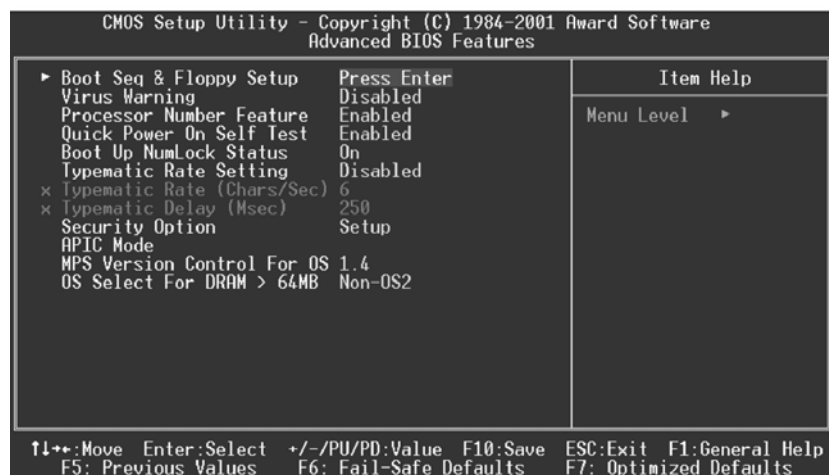 CMOS Setup Utility - Copyright (C) 1984-2001 Award Software
Advanced BIOS Features
► Boot Seq & Floppy Setup Press Enter
Virus Warning Disabled
Processor Number Feature Enabled
Quick Power On Self Test Enabled
Boot Up NumLock Status On
Typematic Rate Setting Disabled
x Typematic Rate (Chars/Sec) 6
x Typematic Delay (Msec) 250
Security Option Setup
APIC Mode
MPS Version Control For OS 1.4
OS Select For DRAM > 64MB Non-OS2
Item Help
Menu Level ►
↑↓→←:Move Enter:Select +/-/PU/PD:Value F10:Save ESC:Exit F1:General Help
F5: Previous Values F6: Fail-Safe Defaults F7: Optimized Defaults